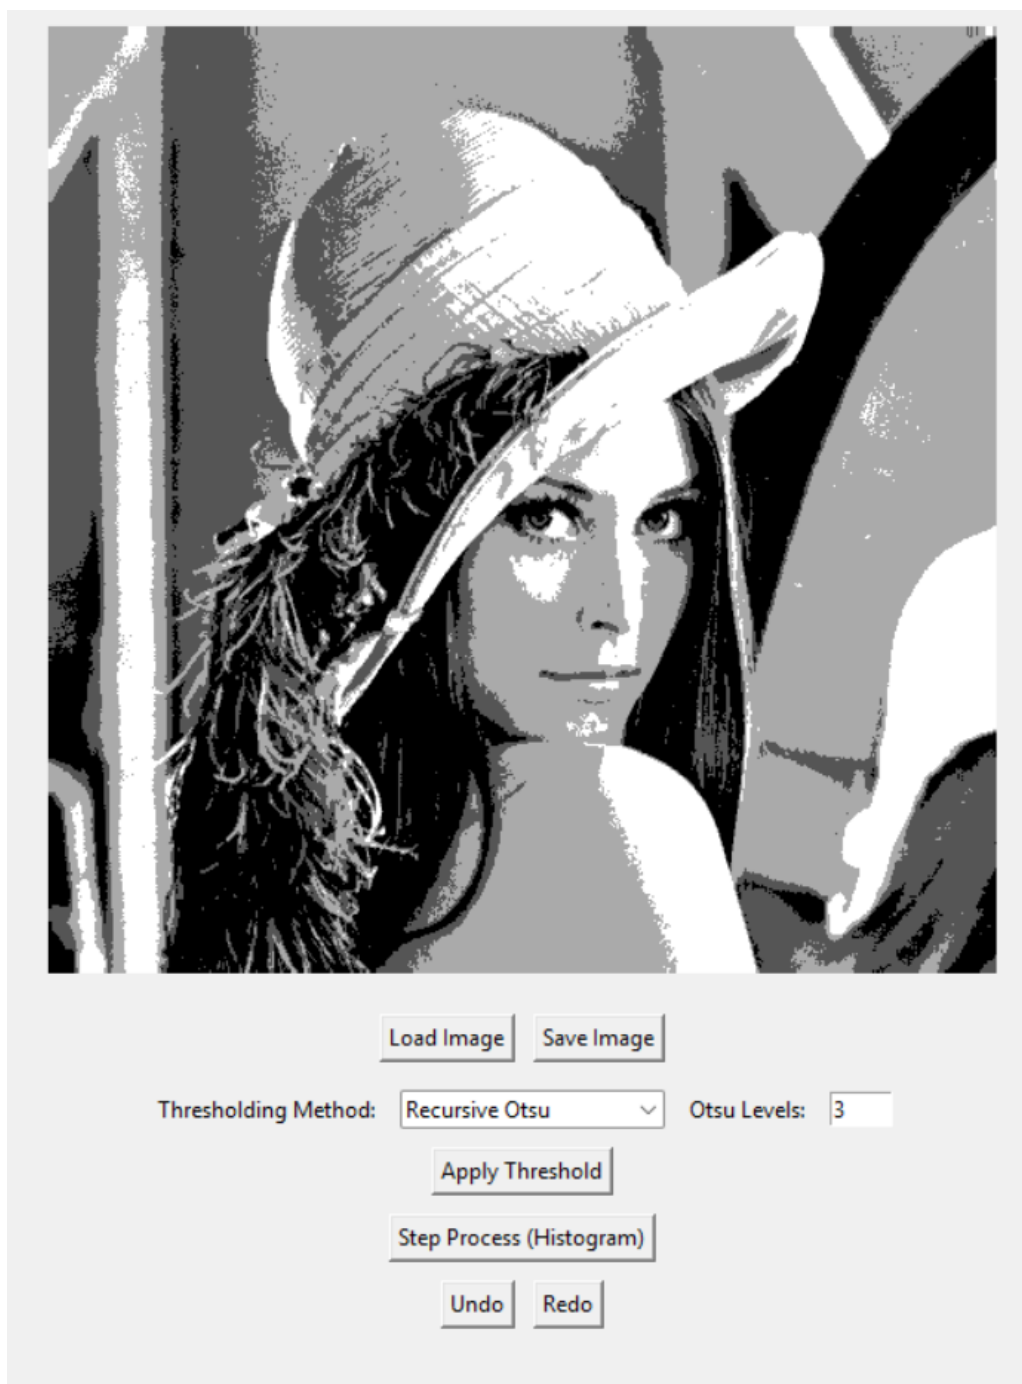 Load Image Save Image
Thresholding Method: Recursive Otsu Otsu Levels: 3
Apply Threshold
Step Process (Histogram)
Undo Redo